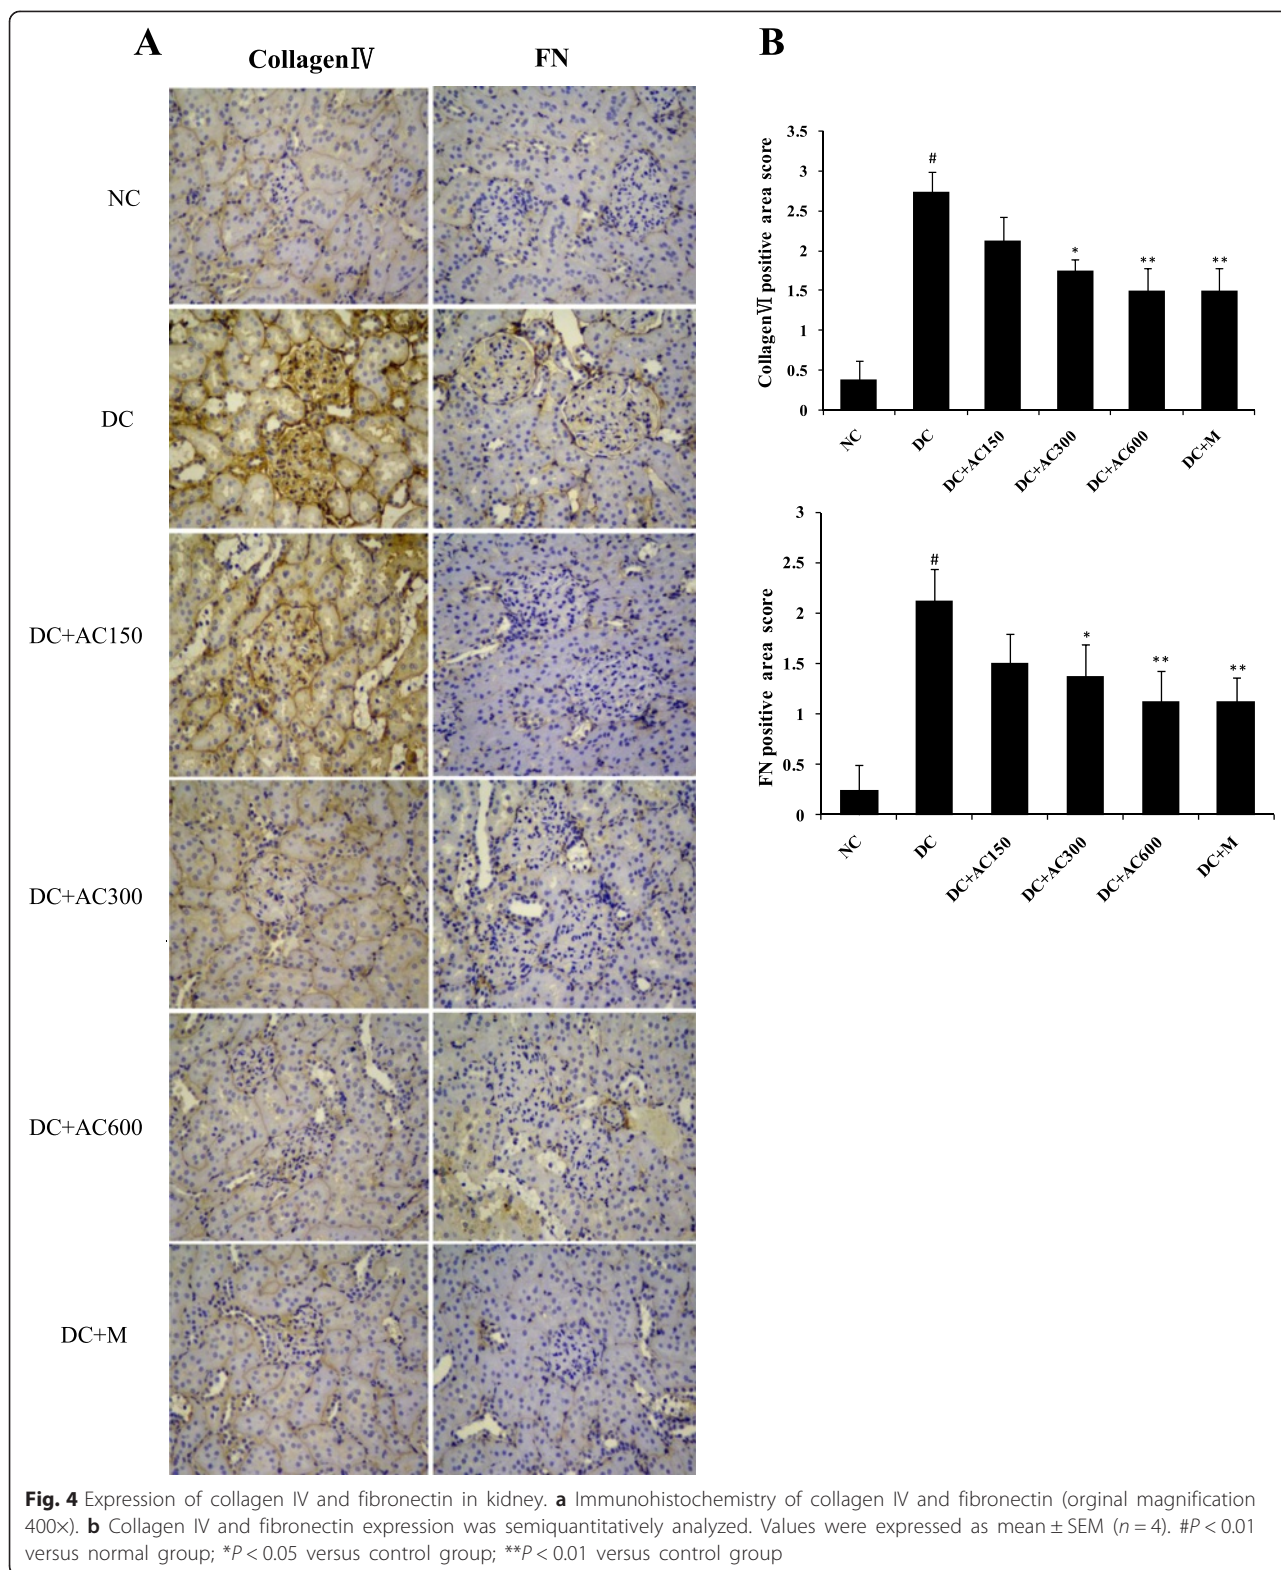 A
CollagenⅣ
FN
NC
DC
DC+AC150
DC+AC300
DC+AC600
DC+M
B
CollagenⅥ positive area score
3.5
3
2.5
2
1.5
1
0.5
0
#
*
**
**
NC
DC
DC+AC150
DC+AC300
DC+AC600
DC+M
FN positive area score
3
2.5
2
1.5
1
0.5
0
#
*
**
**
NC
DC
DC+AC150
DC+AC300
DC+AC600
DC+M
Fig. 4 Expression of collagen IV and fibronectin in kidney. a Immunohistochemistry of collagen IV and fibronectin (orginal magnification
400×). b Collagen IV and fibronectin expression was semiquantitatively analyzed. Values were expressed as mean ± SEM (n = 4). #P < 0.01
versus normal group; *P < 0.05 versus control group; **P < 0.01 versus control group